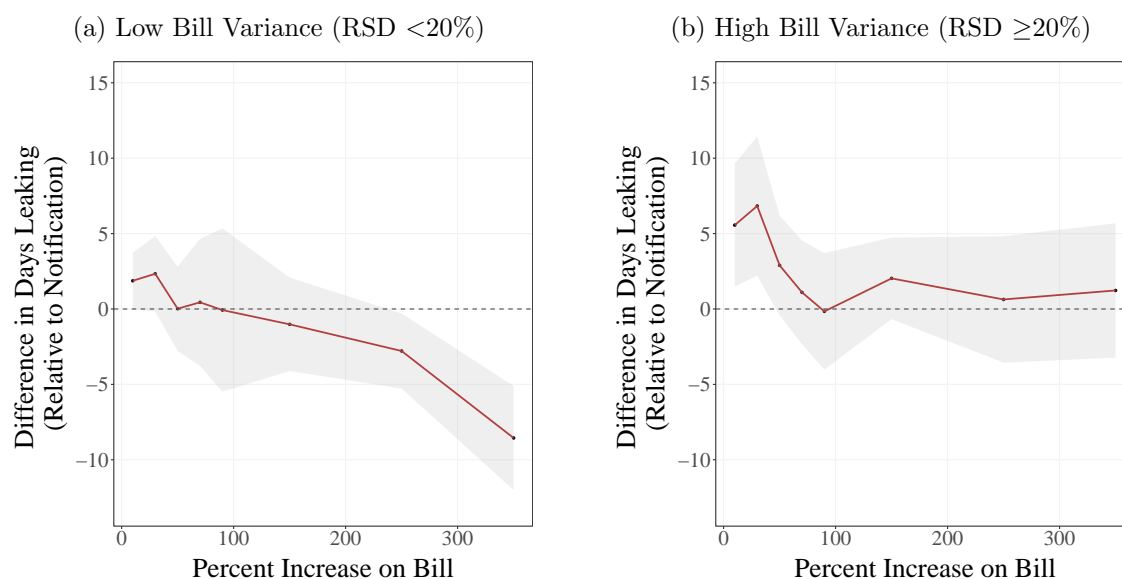 (a) Low Bill Variance (RSD <20%)
Difference in Days Leaking
(Relative to Notification)
15
10
5
0
−5
−10
0 100 200 300
Percent Increase on Bill
(b) High Bill Variance (RSD ≥20%)
Difference in Days Leaking
(Relative to Notification)
15
10
5
0
−5
−10
0 100 200 300
Percent Increase on Bill